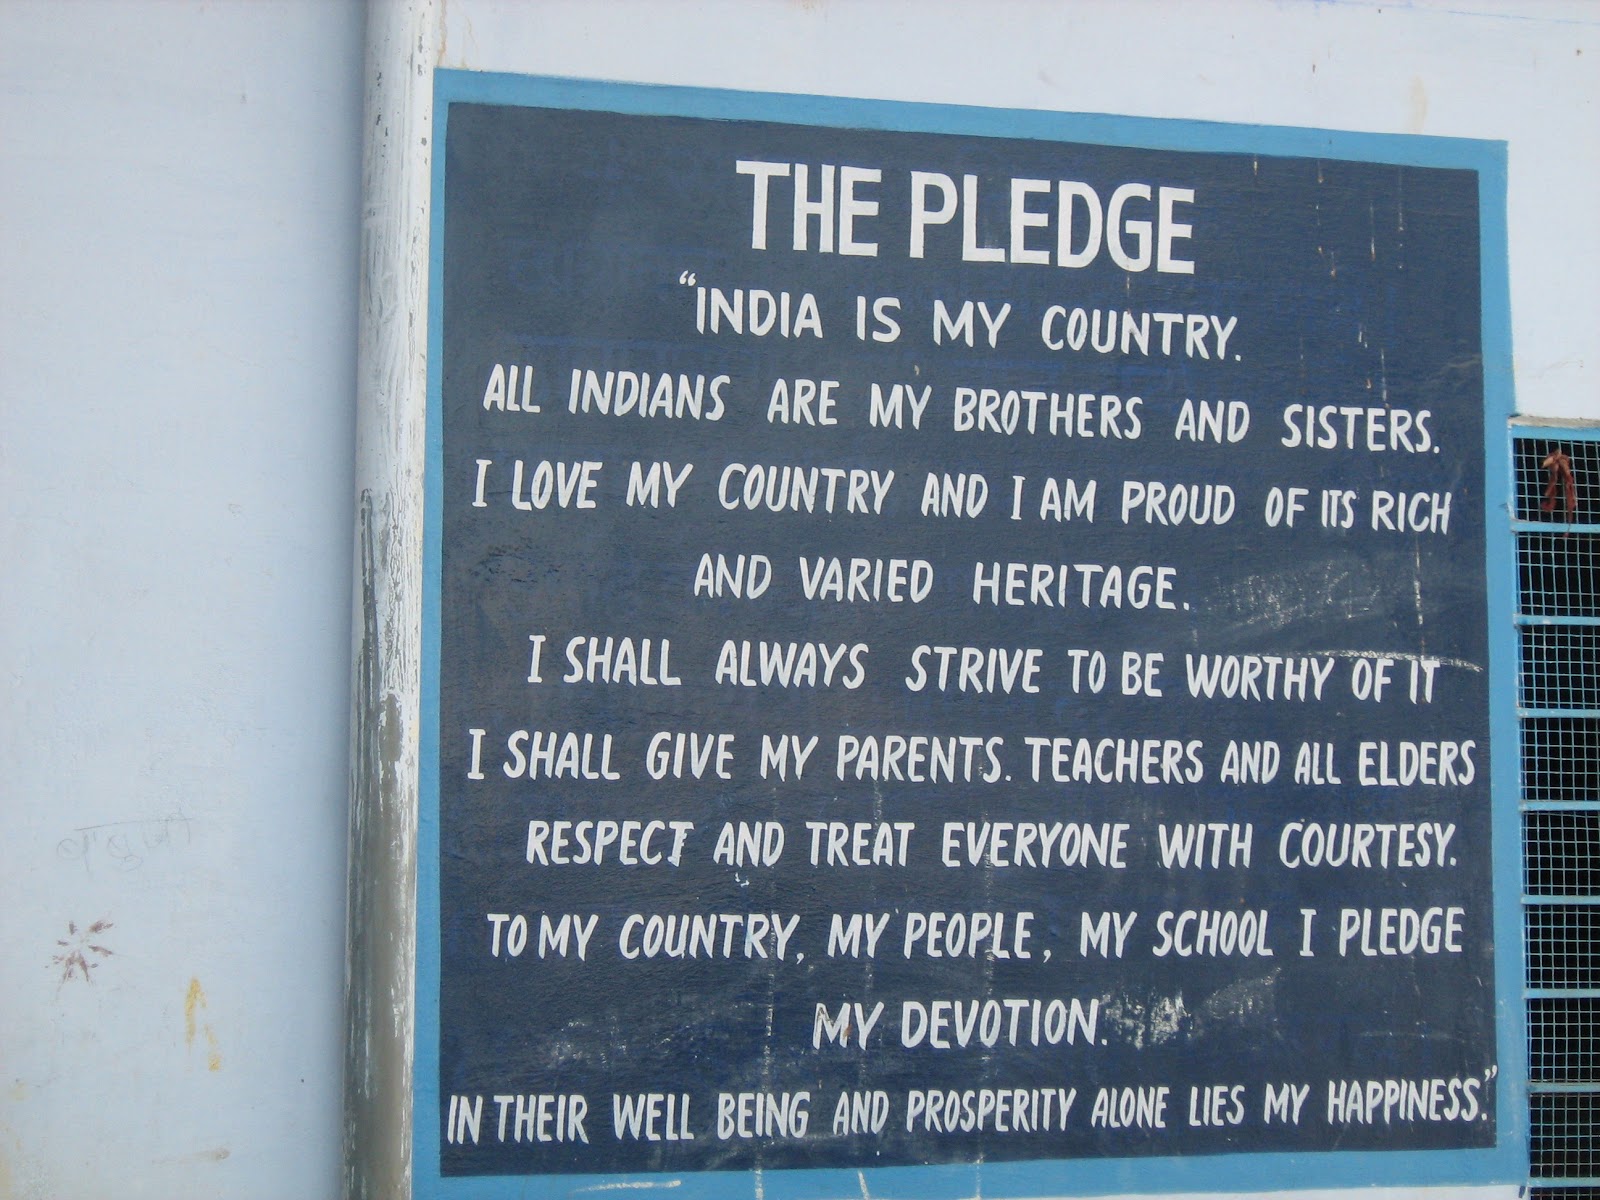 THE PLEDGE
“INDIA IS MY COUNTRY.
ALL INDIANS ARE MY BROTHERS AND SISTERS.
I LOVE MY COUNTRY AND I AM PROUD OF ITS RICH
AND VARIED HERITAGE.
I SHALL ALWAYS STRIVE TO BE WORTHY OF IT
I SHALL GIVE MY PARENTS. TEACHERS AND ALL ELDERS
RESPECT AND TREAT EVERYONE WITH COURTESY.
TO MY COUNTRY, MY PEOPLE, MY SCHOOL I PLEDGE
MY DEVOTION.
IN THEIR WELL BEING AND PROSPERITY ALONE LIES MY HAPPINESS.”